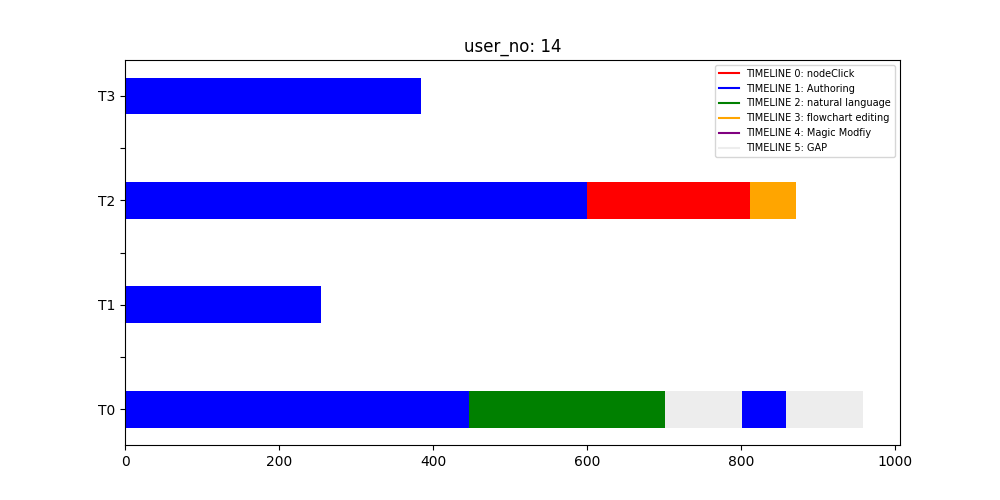 user_no: 14
TIMELINE 0: nodeClick
TIMELINE 1: Authoring
TIMELINE 2: natural language
TIMELINE 3: flowchart editing
TIMELINE 4: Magic Modfiy
TIMELINE 5: GAP
T3
T2
T1
T0
0 200 400 600 800 1000